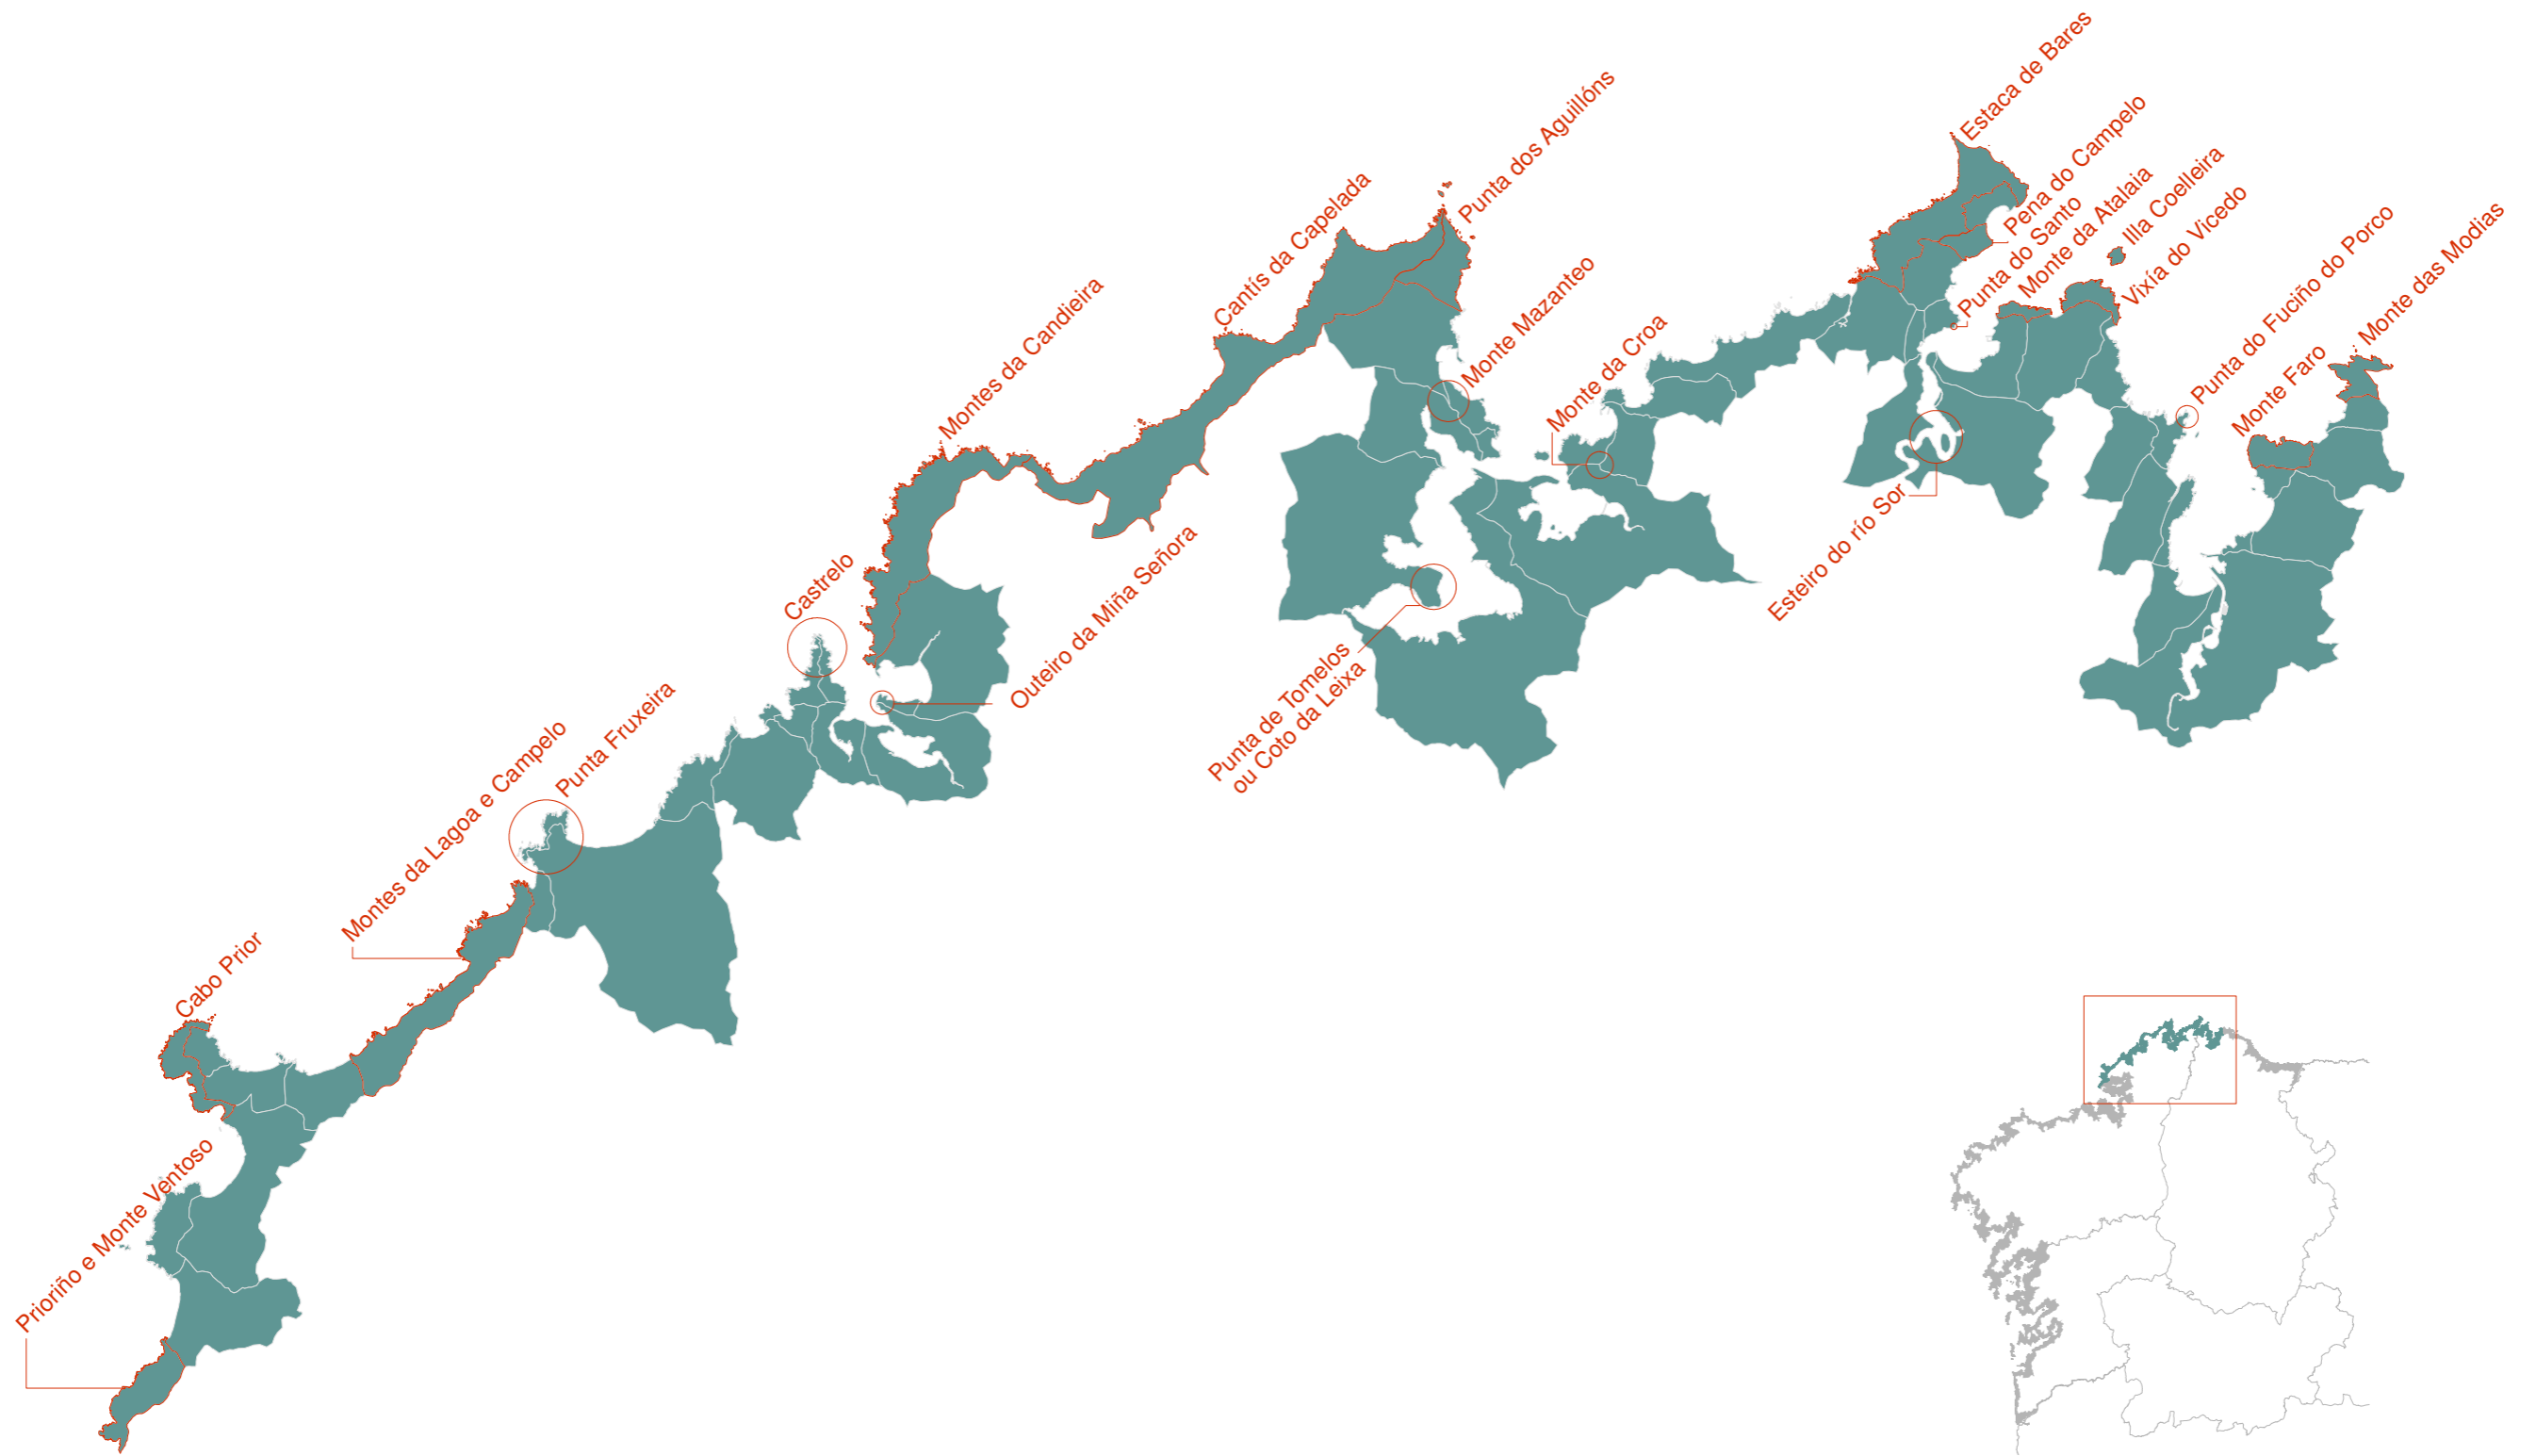 Estaca de Bares
Punta dos Aguillóns
Pena do Campelo
Cantís da Capelada
Punta do Santo
Monte da Atalaia
Illa Coelleira
Vixía do Vicedo
Punta do Fuciño do Porco
Monte das Modias
Monte Faro
Montes da Candieira
Monte Mazanteo
Monte da Croa
Esteiro do río Sor
Castrelo
Outeiro da Miña Señora
Punta de Tomelos
ou Coto da Leixa
Punta Fruxeira
Montes da Lagoa e Campelo
Cabo Prior
Prioriño e Monte Ventoso